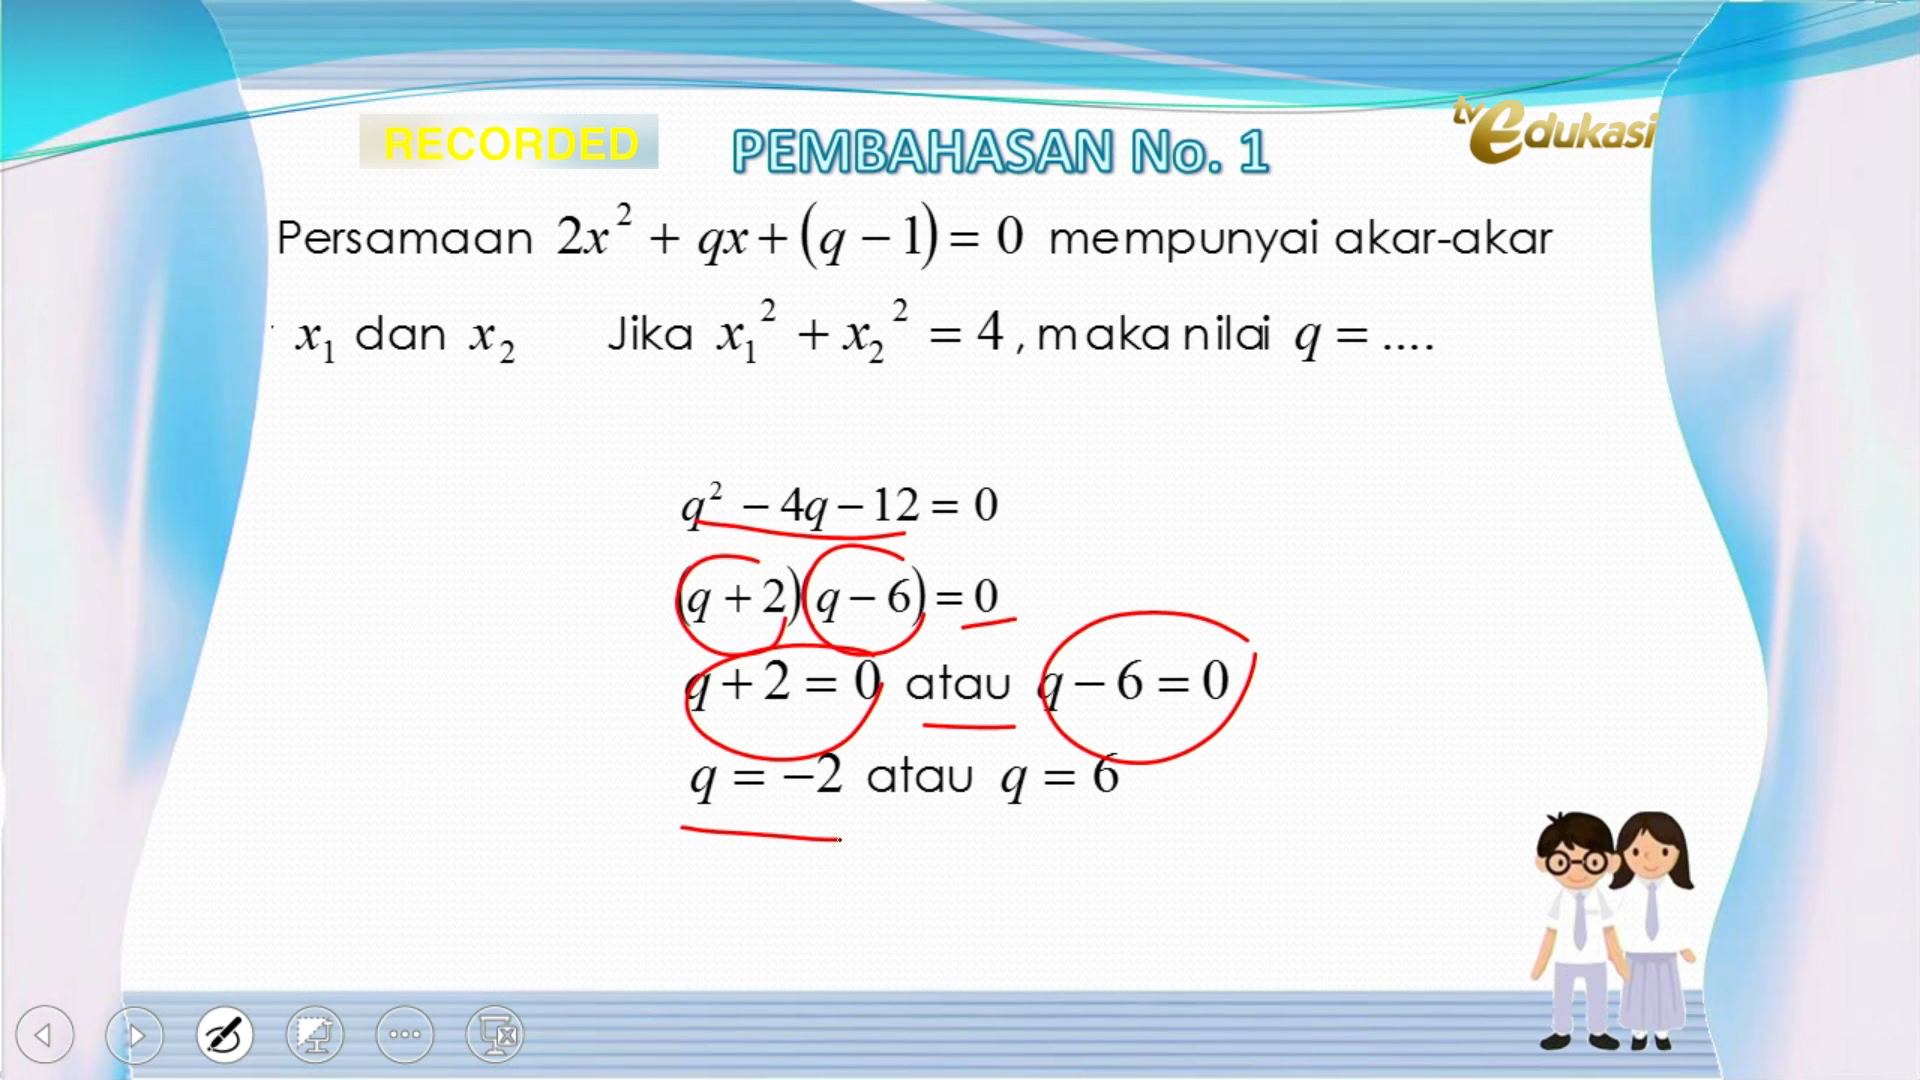 RECORDED
PEMBAHASAN No. 1
tv edukasi
Persamaan 2x² + qx + (q − 1) = 0 mempunyai akar-akar
x₁ dan x₂ Jika x₁² + x₂² = 4, maka nilai q = ....
q² − 4q − 12 = 0
(q + 2)(q − 6) = 0
q + 2 = 0 atau q − 6 = 0
q = −2 atau q = 6